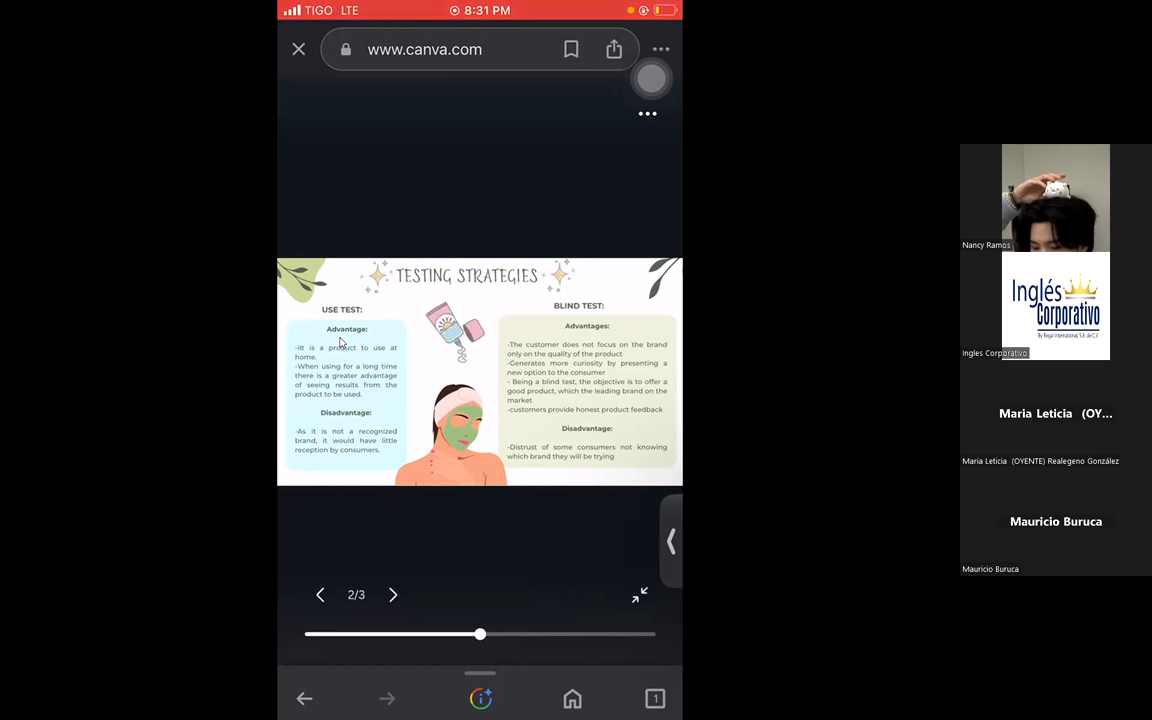 TIGO LTE
8:31 PM
www.canva.com
TESTING STRATEGIES
USE TEST:
Advantage:
-iIt is a product to use at
home.
-When using for a long time
there is a greater advantage
of seeing results from the
product to be used.
Disadvantage:
-As it is not a recognized
brand, it would have little
reception by consumers.
BLIND TEST:
Advantages:
-The customer does not focus on the brand
only on the quality of the product
-Generates more curiosity by presenting a
new option to the consumer
- Being a blind test, the objective is to offer a
good product, which the leading brand on the
market
-customers provide honest product feedback
Disadvantage:
-Distrust of some consumers not knowing
which brand they will be trying
2/3
1
Nancy Ramos
Inglés
Corporativo
By Regal International, S.A. de C.V.
Ingles Corporativo
Maria Leticia (OY...
Maria Leticia (OYENTE) Realegeno González
Mauricio Buruca
Mauricio Buruca